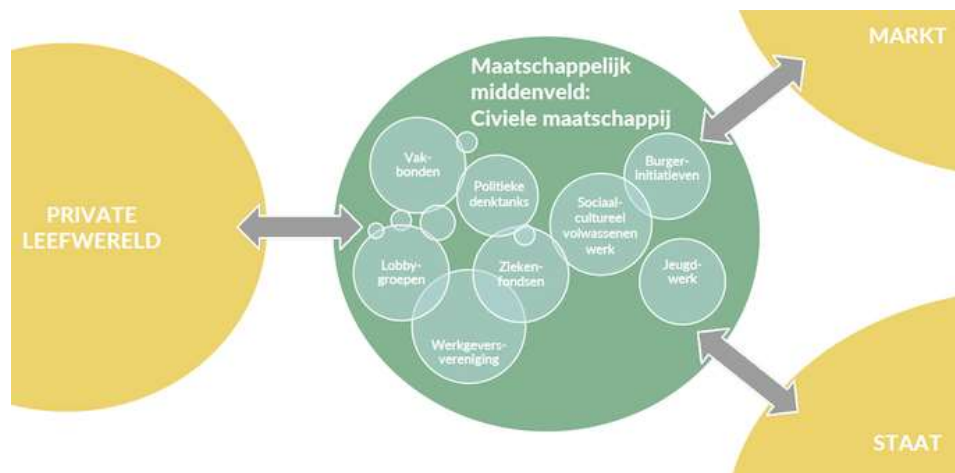 MARKT
Maatschappelijk
middenveld:
Civiele maatschappij
Vak-
bonden
Politieke
denktanks
Burger-
initiatieven
Sociaal-
cultureel
volwassenen
werk
PRIVATE
LEEFWERELD
Lobby-
groepen
Zieken-
fondsen
Jeugd-
werk
Werkgevers-
vereniging
STAAT